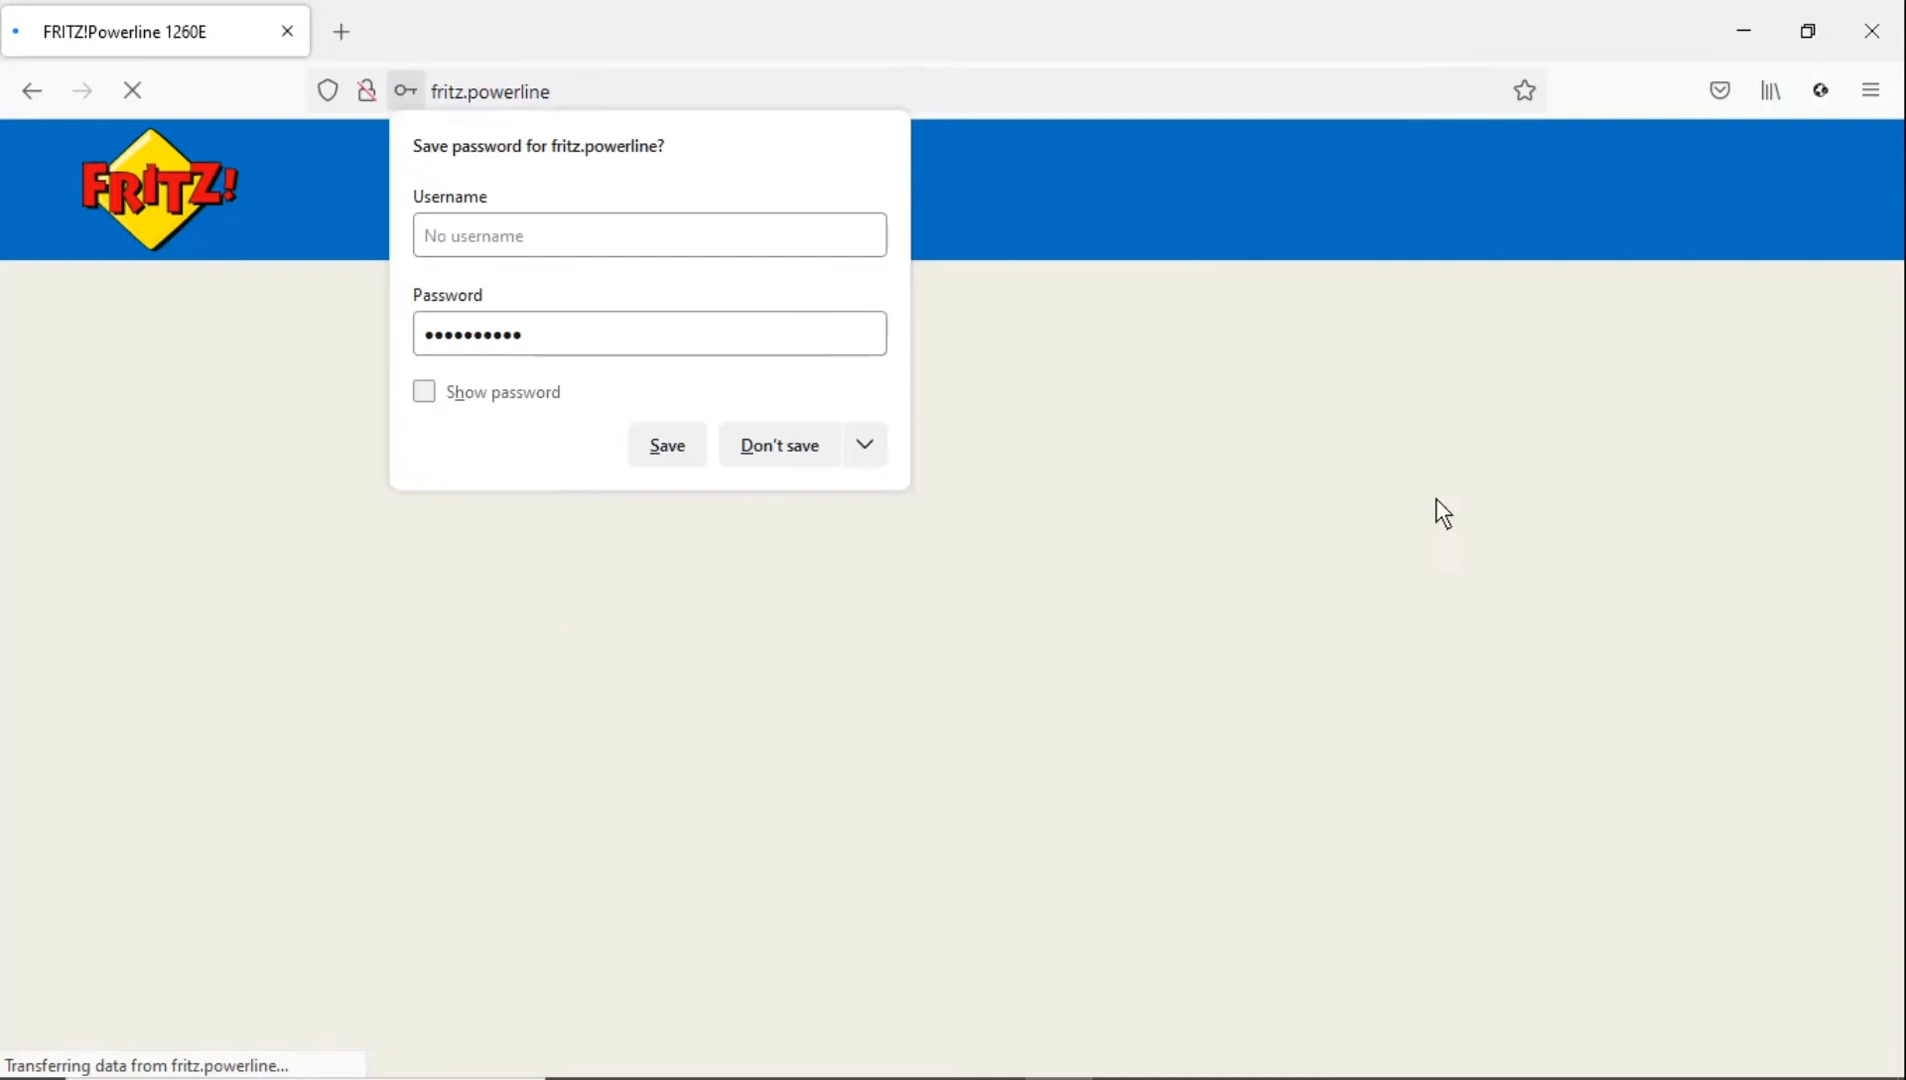 FRITZ!Powerline 1260E
fritz.powerline
FRITZ!
Save password for fritz.powerline?
Username
No username
Password
••••••••••
Show password
Save
Don't save
Transferring data from fritz.powerline...